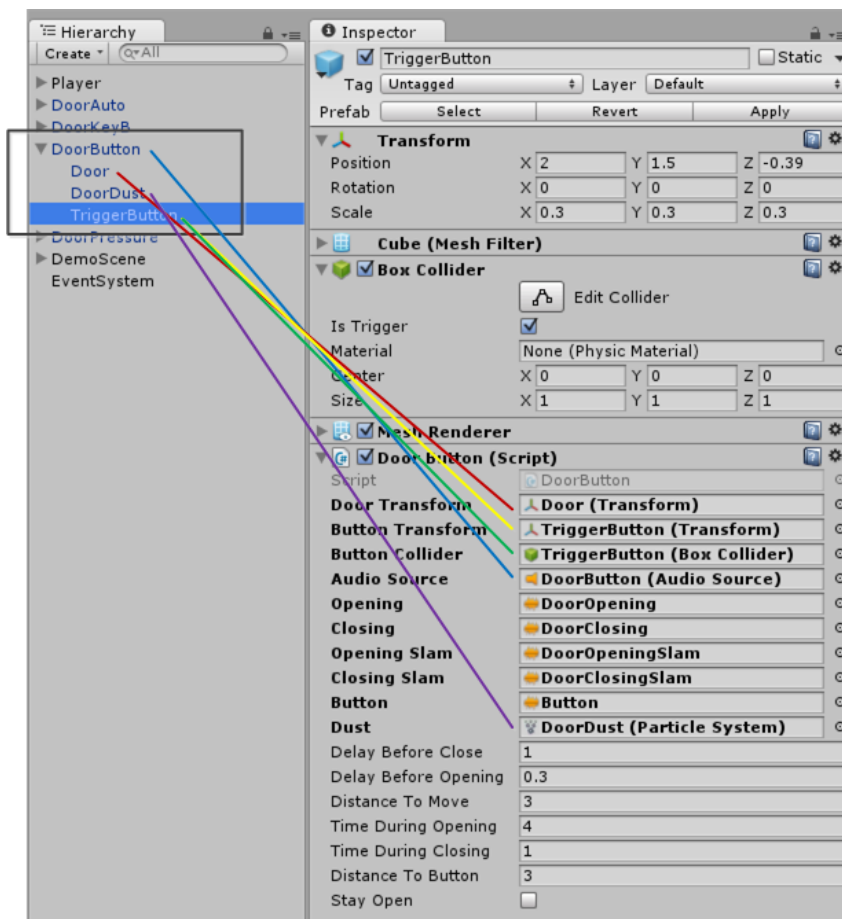 Hierarchy
Create All
Player
DoorAuto
DoorKeyB
DoorButton
Door
DoorDust
TriggerButton
DoorPressure
DemoScene
EventSystem
Inspector
TriggerButton Static
Tag Untagged Layer Default
Prefab Select Revert Apply
Transform
Position X 2 Y 1.5 Z -0.39
Rotation X 0 Y 0 Z 0
Scale X 0.3 Y 0.3 Z 0.3
Cube (Mesh Filter)
Box Collider
Edit Collider
Is Trigger
Material None (Physic Material)
Center X 0 Y 0 Z 0
Size X 1 Y 1 Z 1
Mesh Renderer
Door button (Script)
Script DoorButton
Door Transform Door (Transform)
Button Transform TriggerButton (Transform)
Button Collider TriggerButton (Box Collider)
Audio Source DoorButton (Audio Source)
Opening DoorOpening
Closing DoorClosing
Opening Slam DoorOpeningSlam
Closing Slam DoorClosingSlam
Button Button
Dust DoorDust (Particle System)
Delay Before Close 1
Delay Before Opening 0.3
Distance To Move 3
Time During Opening 4
Time During Closing 1
Distance To Button 3
Stay Open